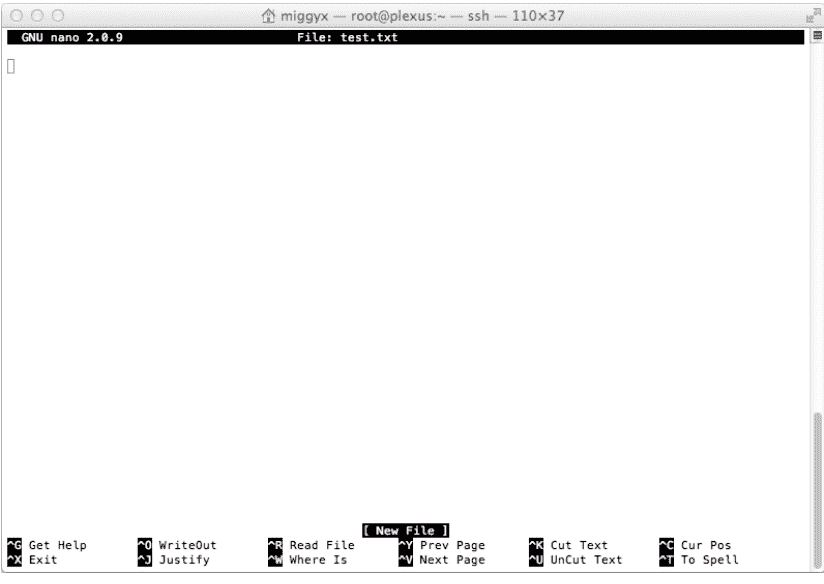 miggyx — root@plexus:~ — ssh — 110×37
GNU nano 2.0.9 File: test.txt
[ New File ]
^G Get Help ^O WriteOut ^R Read File ^Y Prev Page ^K Cut Text ^C Cur Pos
^X Exit ^J Justify ^W Where Is ^V Next Page ^U UnCut Text ^T To Spell